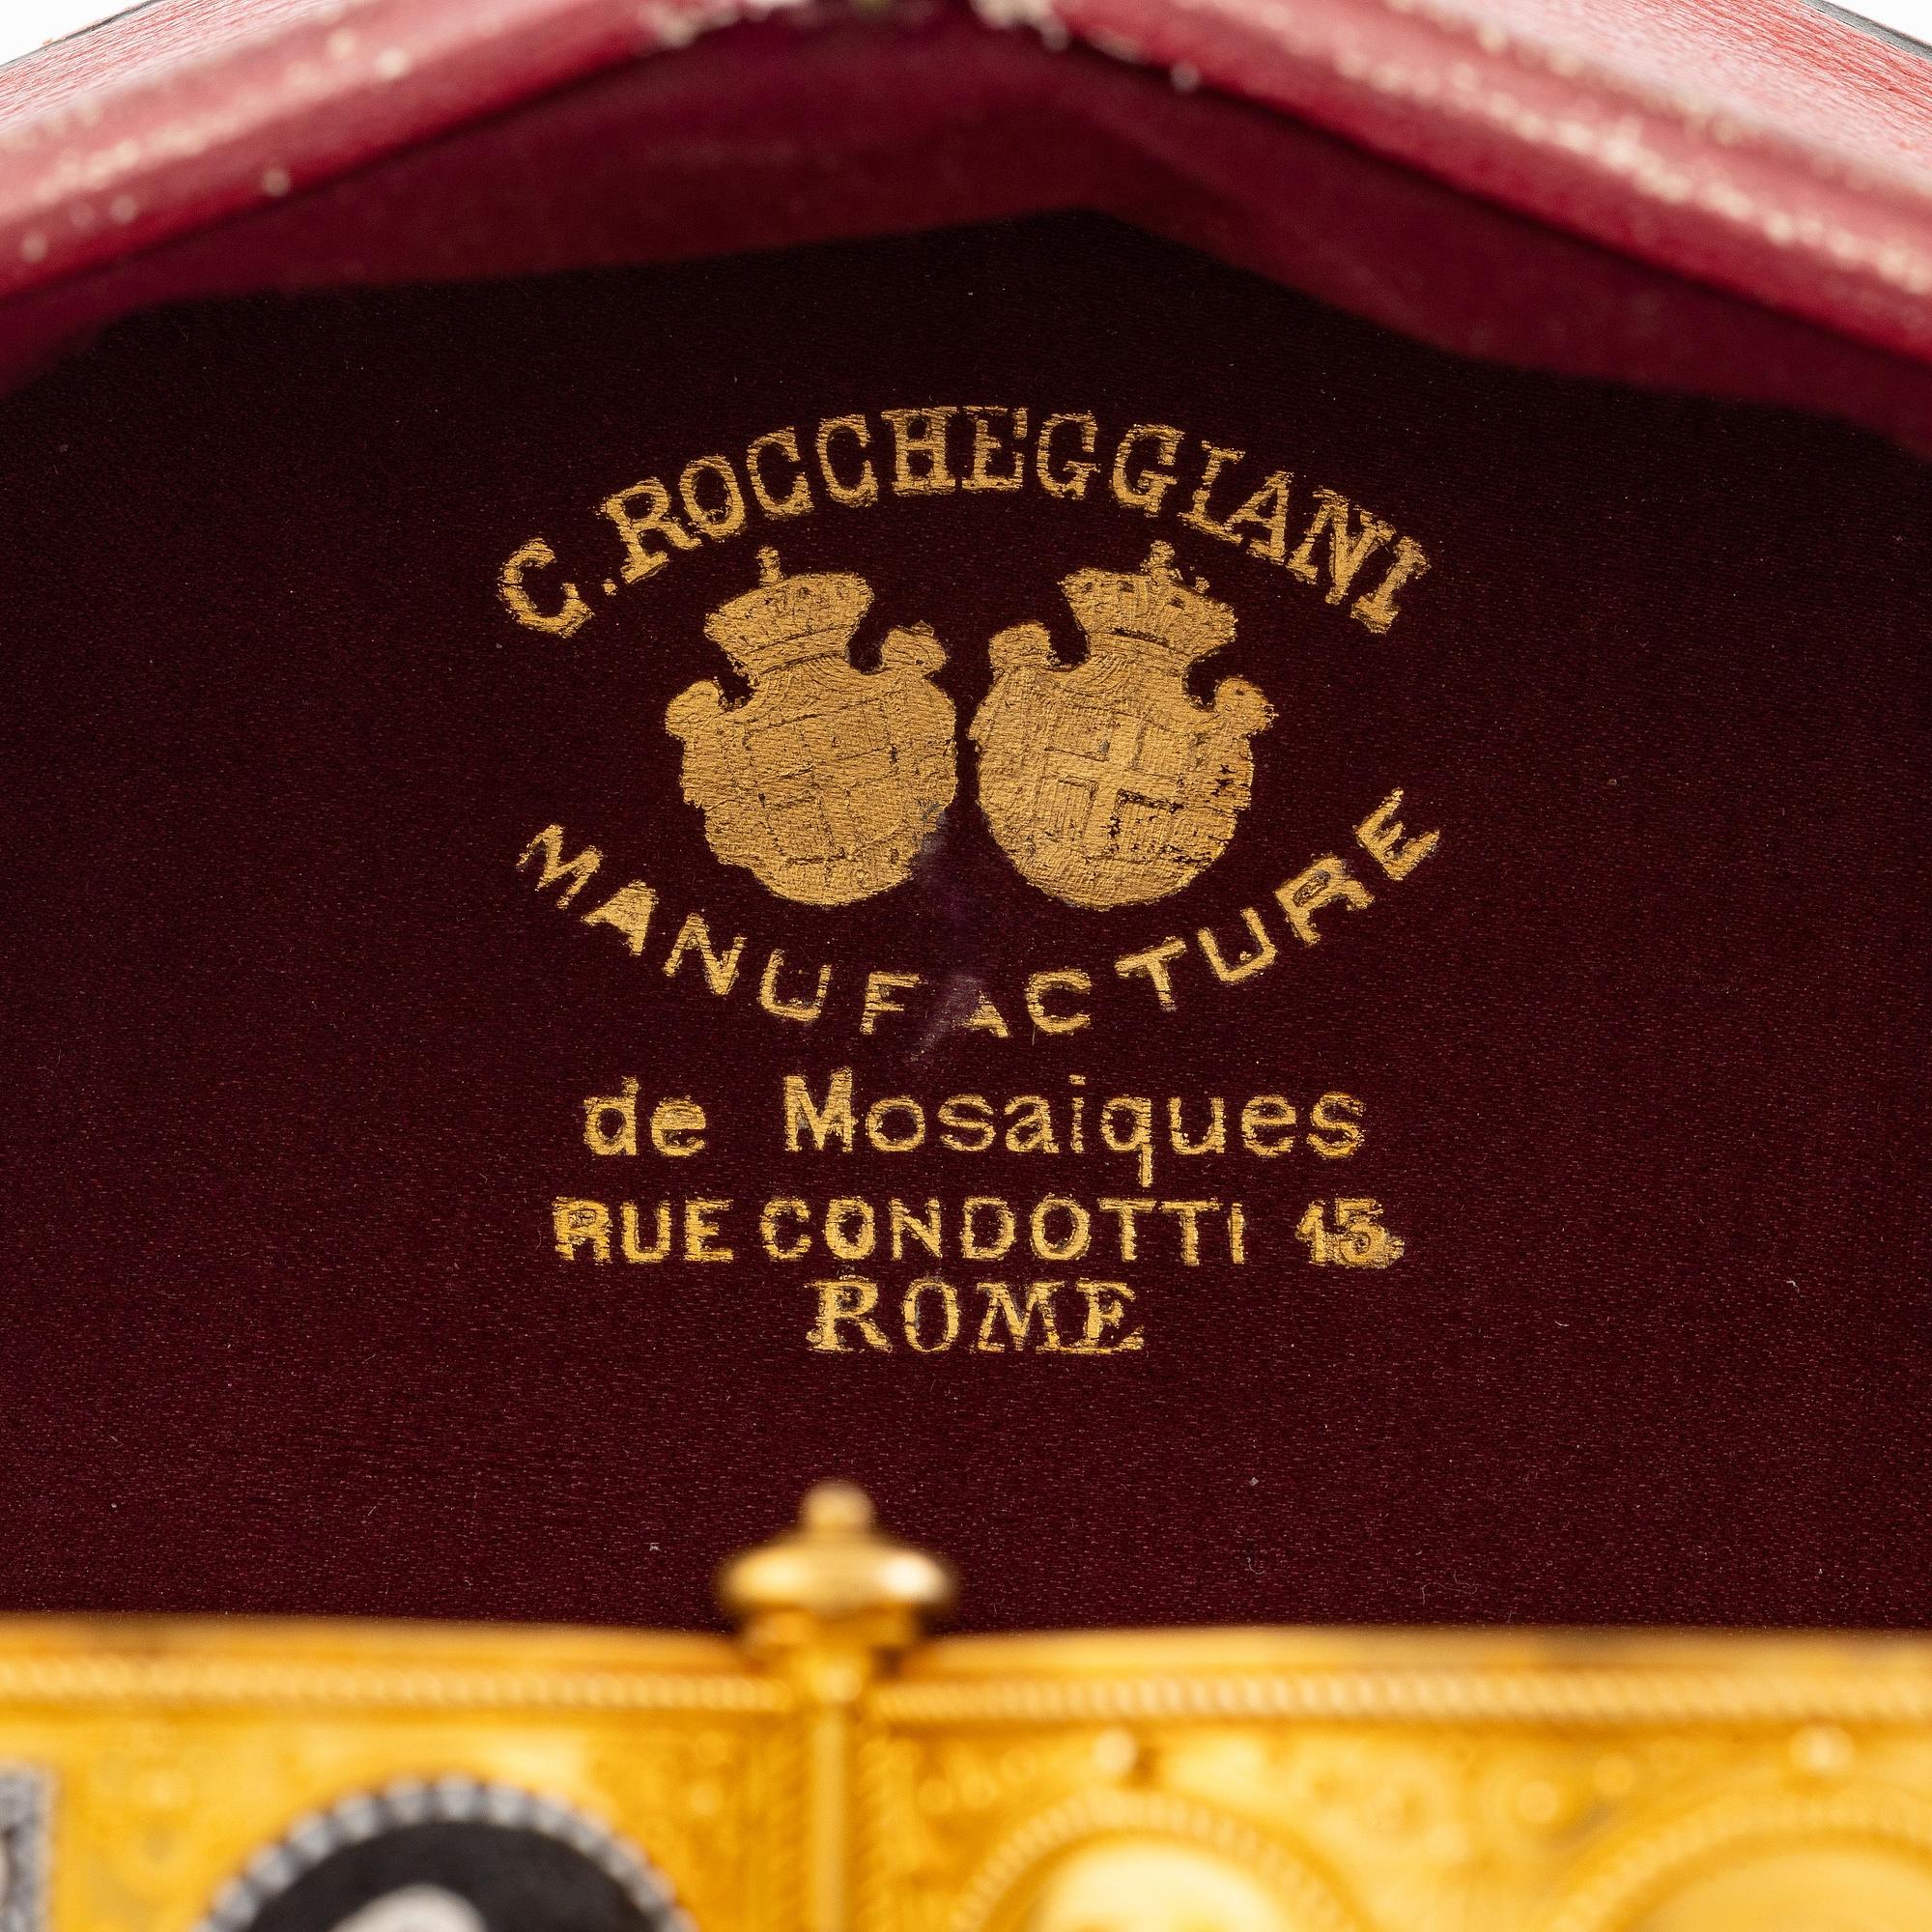 C. ROCCHEGGIANI
MANUFACTURE
de Mosaiques
RUE CONDOTTI 15
ROME